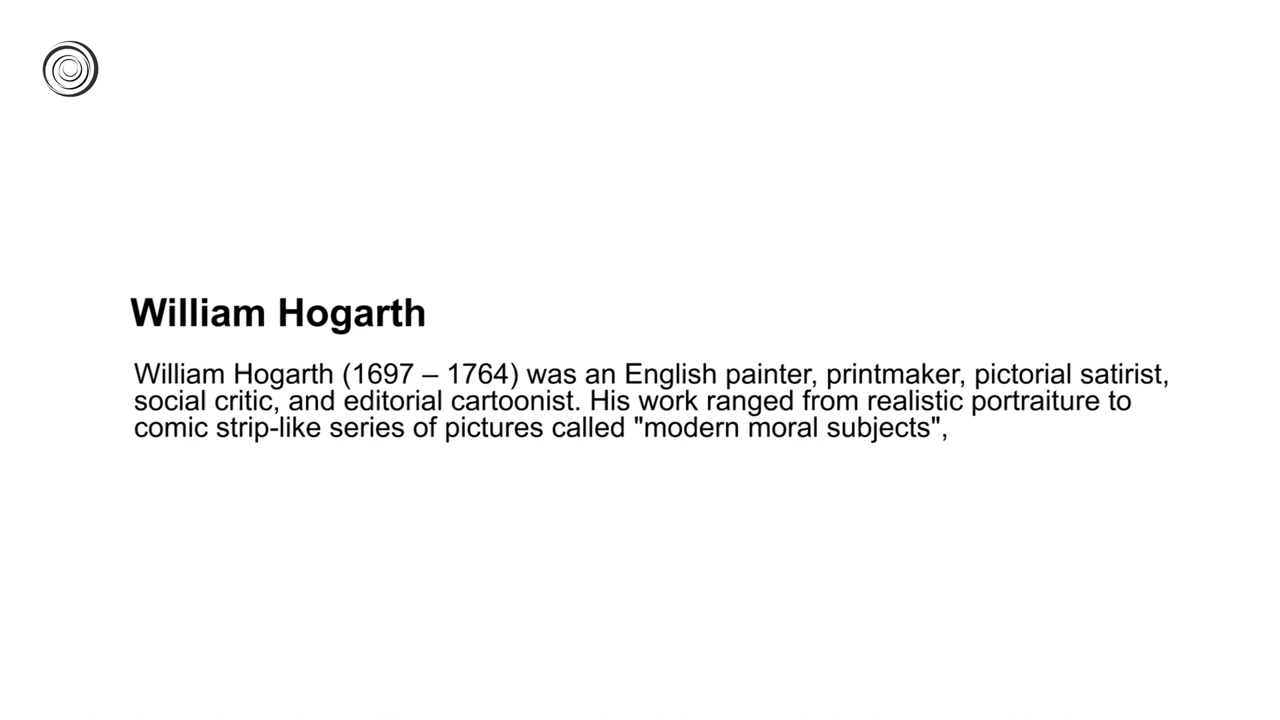 William Hogarth
William Hogarth (1697 – 1764) was an English painter, printmaker, pictorial satirist,
social critic, and editorial cartoonist. His work ranged from realistic portraiture to
comic strip-like series of pictures called "modern moral subjects",